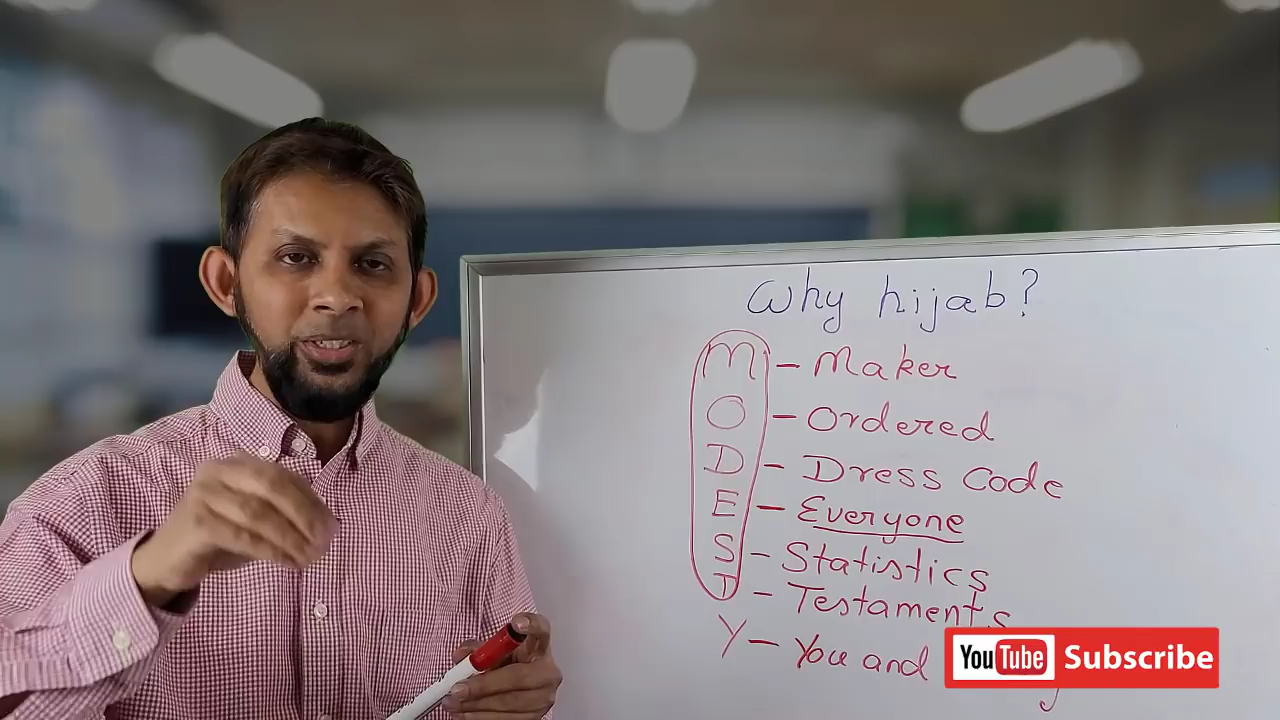 Why hijab?
M - Maker
O - Ordered
D - Dress Code
E - Everyone
S - Statistics
T - Testaments
Y - You and
YouTube Subscribe